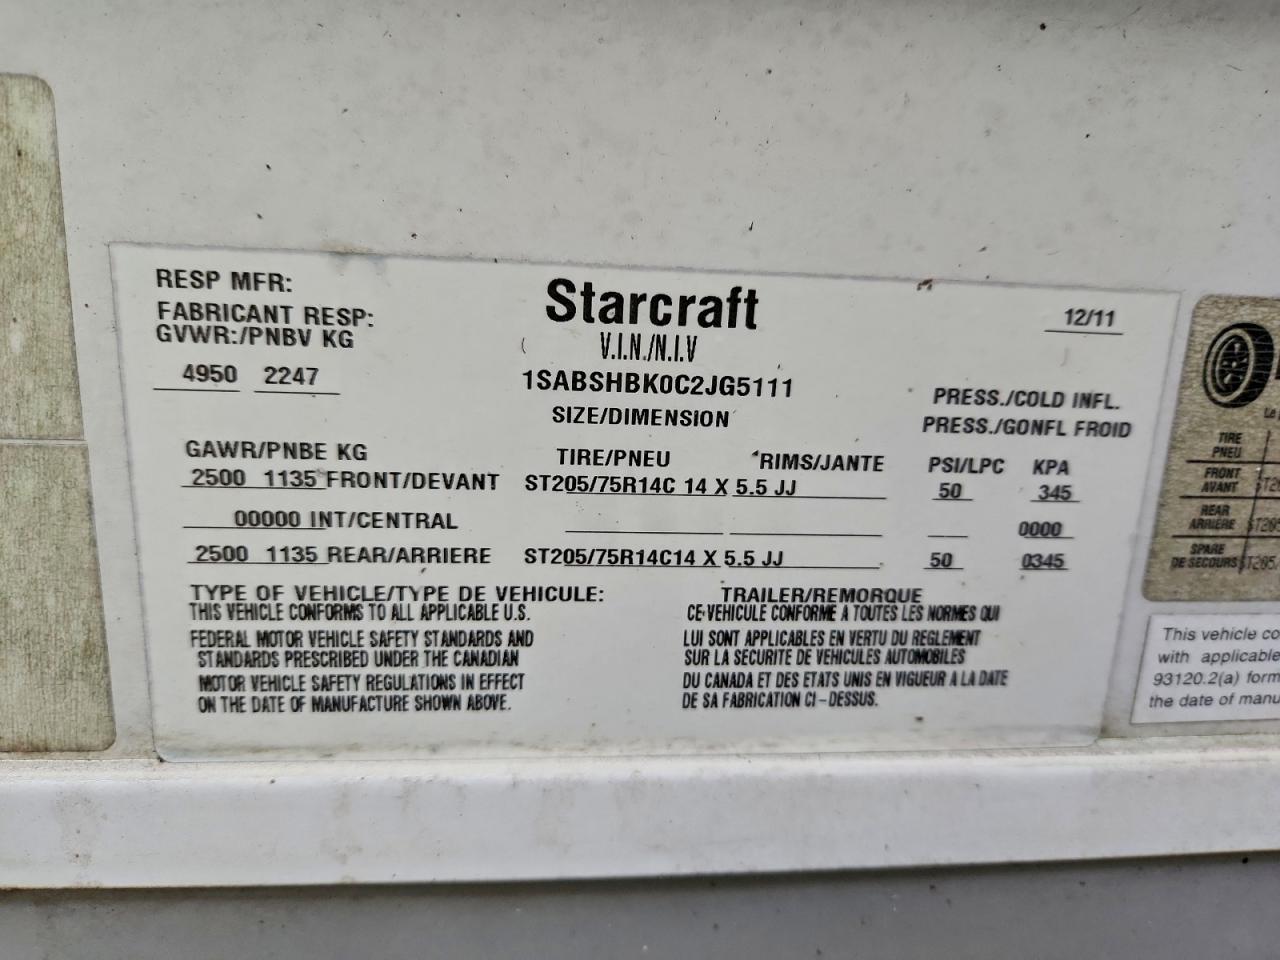 RESP MFR:
Starcraft
12/11
FABRICANT RESP:
GVWR:/PNBV KG
V.I.N./N.I.V
4950 2247
1SABSHBK0C2JG5111
SIZE/DIMENSION
PRESS./COLD INFL.
PRESS./GONFL FROID
GAWR/PNBE KG
TIRE/PNEU
RIMS/JANTE
PSI/LPC KPA
2500 1135 FRONT/DEVANT ST205/75R14C 14 X 5.5 JJ 50 345
00000 INT/CENTRAL 0000
2500 1135 REAR/ARRIERE ST205/75R14C14 X 5.5 JJ 50 0345
TYPE OF VEHICLE/TYPE DE VEHICULE: TRAILER/REMORQUE
THIS VEHICLE CONFORMS TO ALL APPLICABLE U.S.
FEDERAL MOTOR VEHICLE SAFETY STANDARDS AND
STANDARDS PRESCRIBED UNDER THE CANADIAN
MOTOR VEHICLE SAFETY REGULATIONS IN EFFECT
ON THE DATE OF MANUFACTURE SHOWN ABOVE.
CE VEHICULE CONFORME A TOUTES LES NORMES QUI
LUI SONT APPLICABLES EN VERTU DU REGLEMENT
SUR LA SECURITE DE VEHICULES AUTOMOBILES
DU CANADA ET DES ETATS UNIS EN VIGUEUR A LA DATE
DE SA FABRICATION CI-DESSUS.
TIRE
PNEU
FRONT
AVANT
REAR
ARRIERE
SPARE
DE SECOURS ST205/
This vehicle co
with applicable
93120.2(a) form
the date of manu